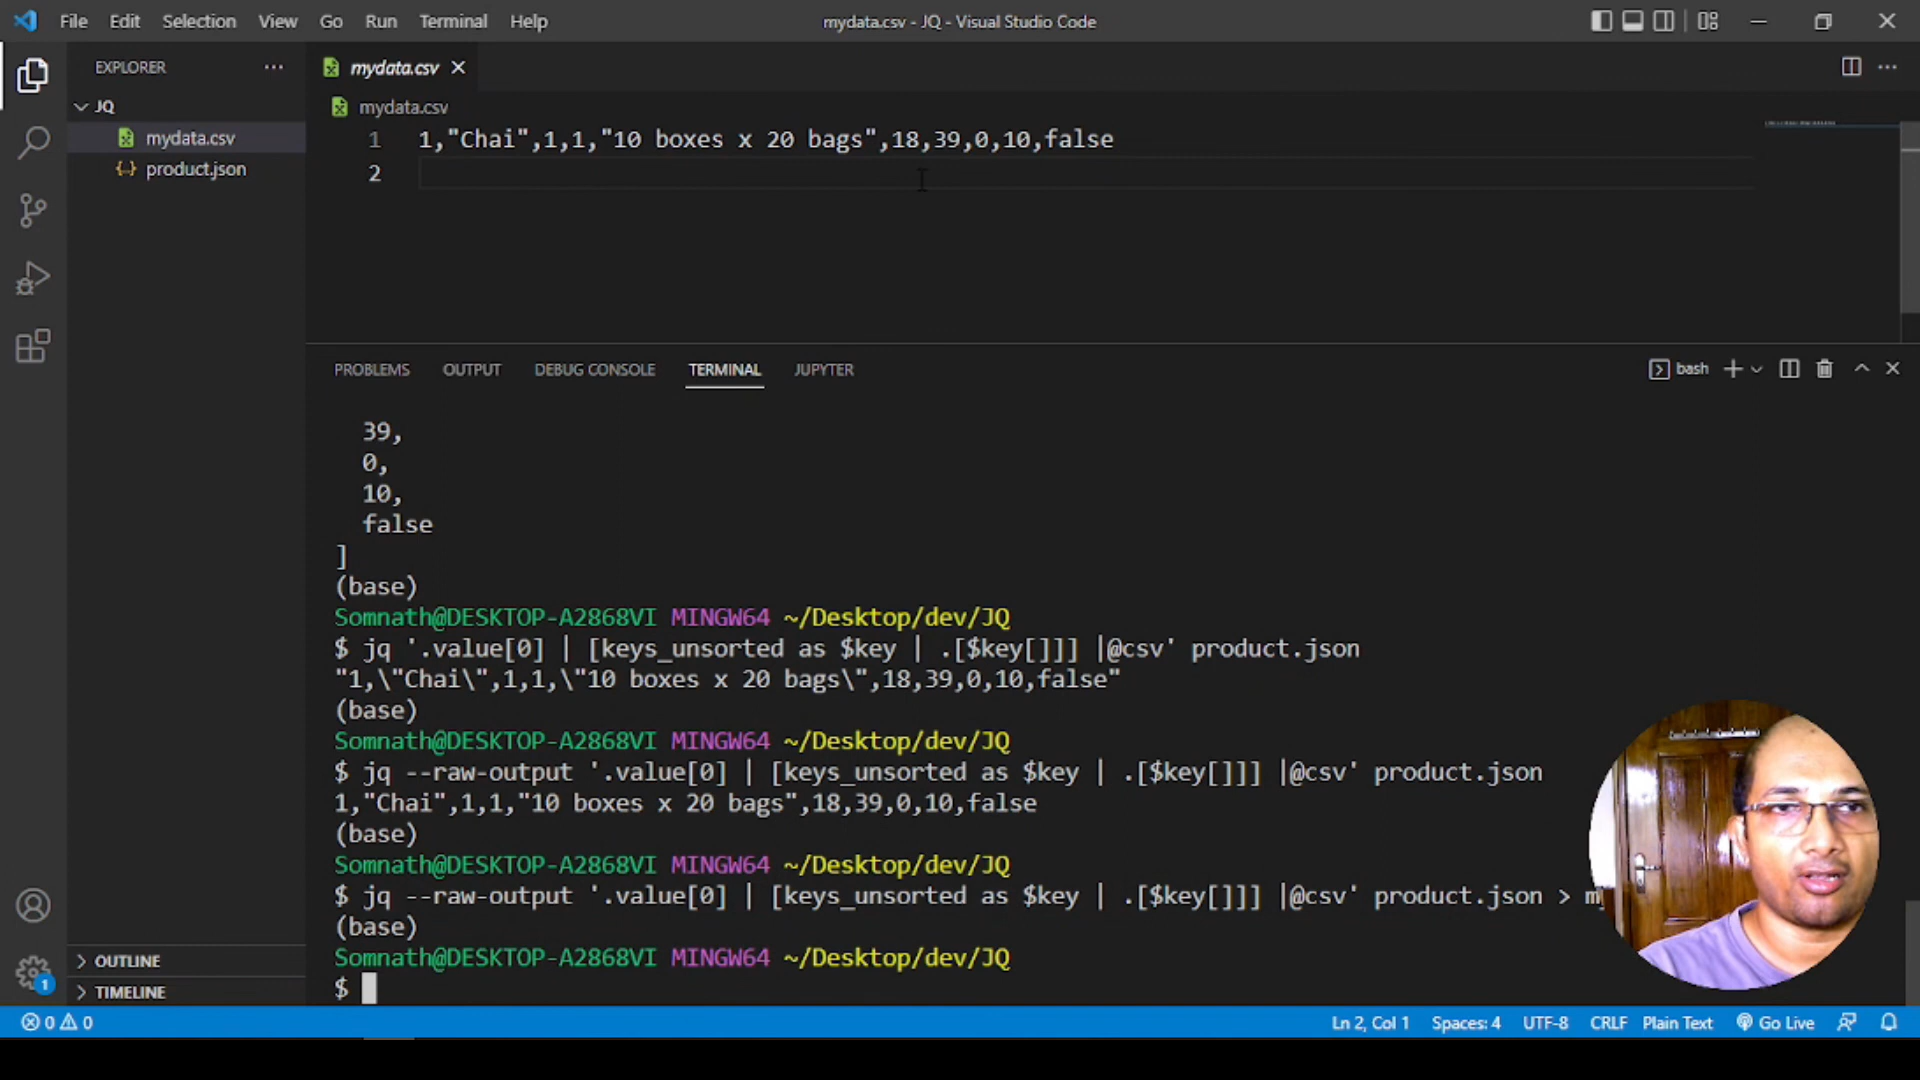 File Edit Selection View Go Run Terminal Help
mydata.csv - JQ - Visual Studio Code
EXPLORER
mydata.csv
JQ
mydata.csv
mydata.csv
product.json
1 1,"Chai",1,1,"10 boxes x 20 bags",18,39,0,10,false
2
PROBLEMS OUTPUT DEBUG CONSOLE TERMINAL JUPYTER
bash
39,
0,
10,
false
]
(base)
Somnath@DESKTOP-A2868VI MINGW64 ~/Desktop/dev/JQ
$ jq '.value[0] | [keys_unsorted as $key | .[$key[]]] |@csv' product.json
"1,\"Chai\",1,1,\"10 boxes x 20 bags\",18,39,0,10,false"
(base)
Somnath@DESKTOP-A2868VI MINGW64 ~/Desktop/dev/JQ
$ jq --raw-output '.value[0] | [keys_unsorted as $key | .[$key[]]] |@csv' product.json
1,"Chai",1,1,"10 boxes x 20 bags",18,39,0,10,false
(base)
Somnath@DESKTOP-A2868VI MINGW64 ~/Desktop/dev/JQ
$ jq --raw-output '.value[0] | [keys_unsorted as $key | .[$key[]]] |@csv' product.json >
(base)
Somnath@DESKTOP-A2868VI MINGW64 ~/Desktop/dev/JQ
$
OUTLINE
TIMELINE
1
0 0
Ln 2, Col 1 Spaces: 4 UTF-8 CRLF Plain Text Go Live